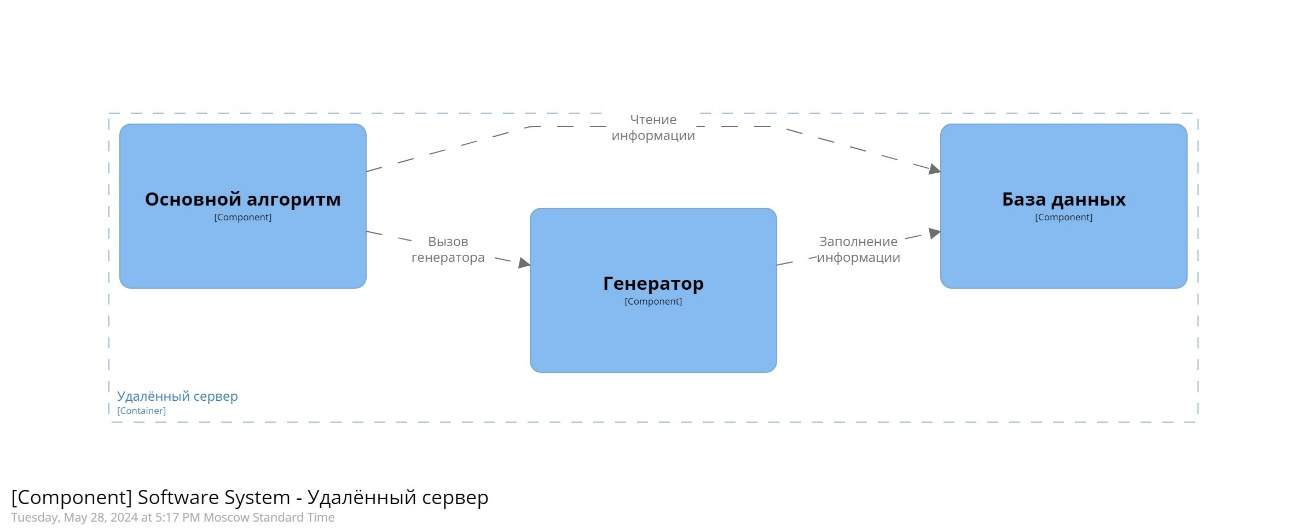 Чтение
информации
Основной алгоритм
[Component]
База данных
[Component]
Вызов
генератора
Заполнение
информации
Генератор
[Component]
Удалённый сервер
[Container]
[Component] Software System - Удалённый сервер
Tuesday, May 28, 2024 at 5:17 PM Moscow Standard Time